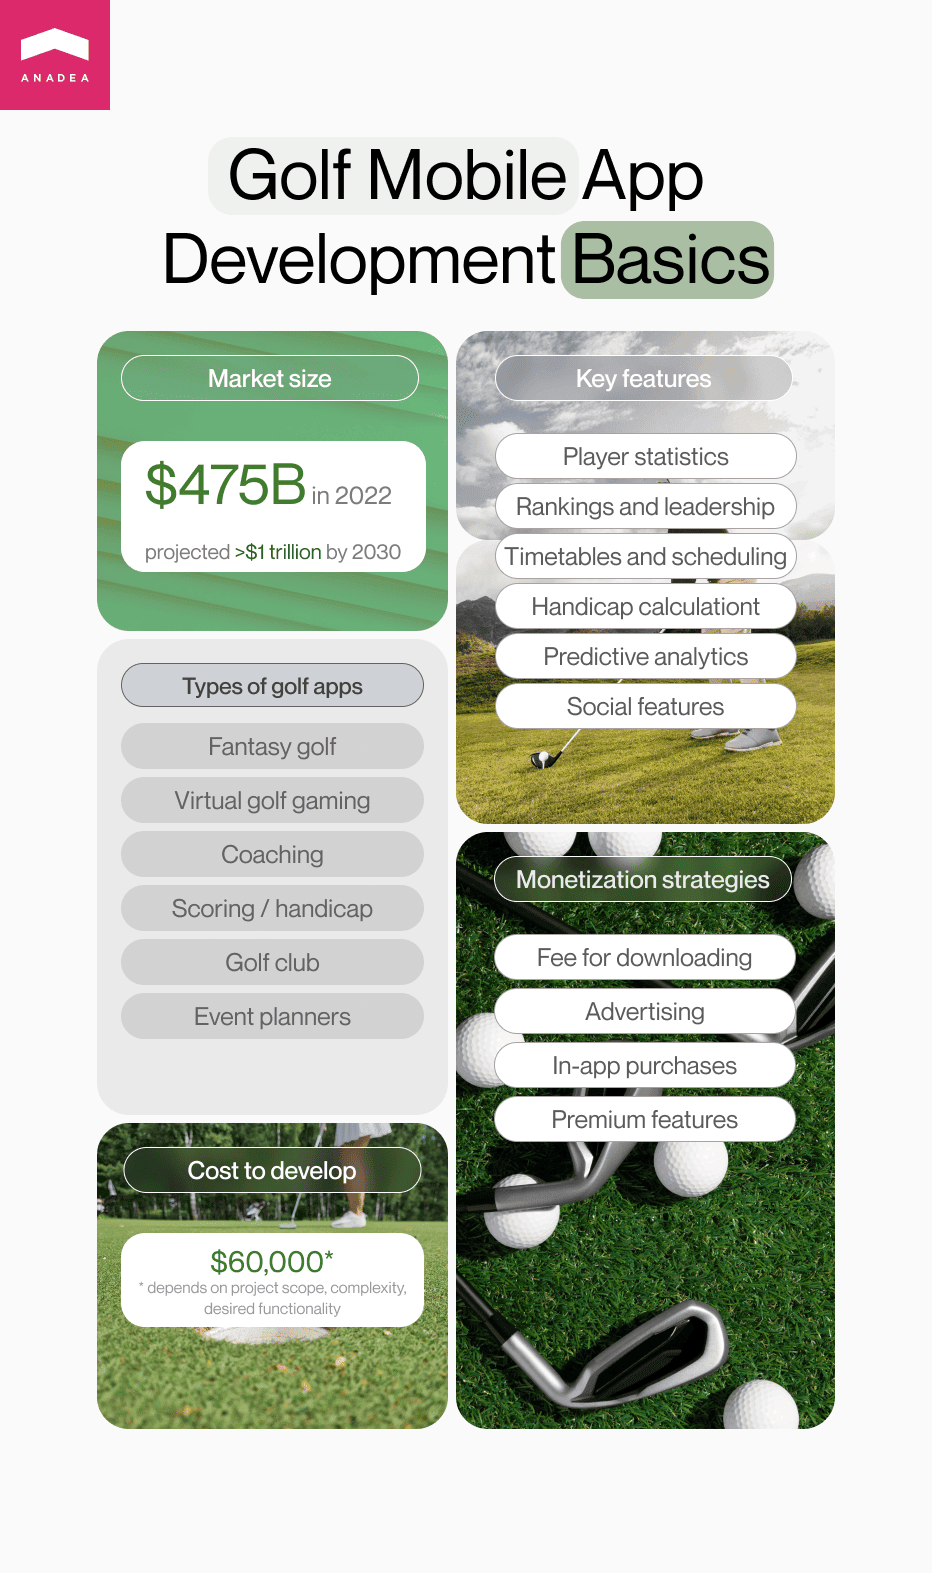 ANADEA
Golf Mobile App
Development Basics
Market size
$475B in 2022
projected >$1 trillion by 2030
Types of golf apps
Fantasy golf
Virtual golf gaming
Coaching
Scoring / handicap
Golf club
Event planners
Cost to develop
$60,000*
* depends on project scope, complexity,
desired functionality
Key features
Player statistics
Rankings and leadership
Timetables and scheduling
Handicap calculationt
Predictive analytics
Social features
Monetization strategies
Fee for downloading
Advertising
In-app purchases
Premium features